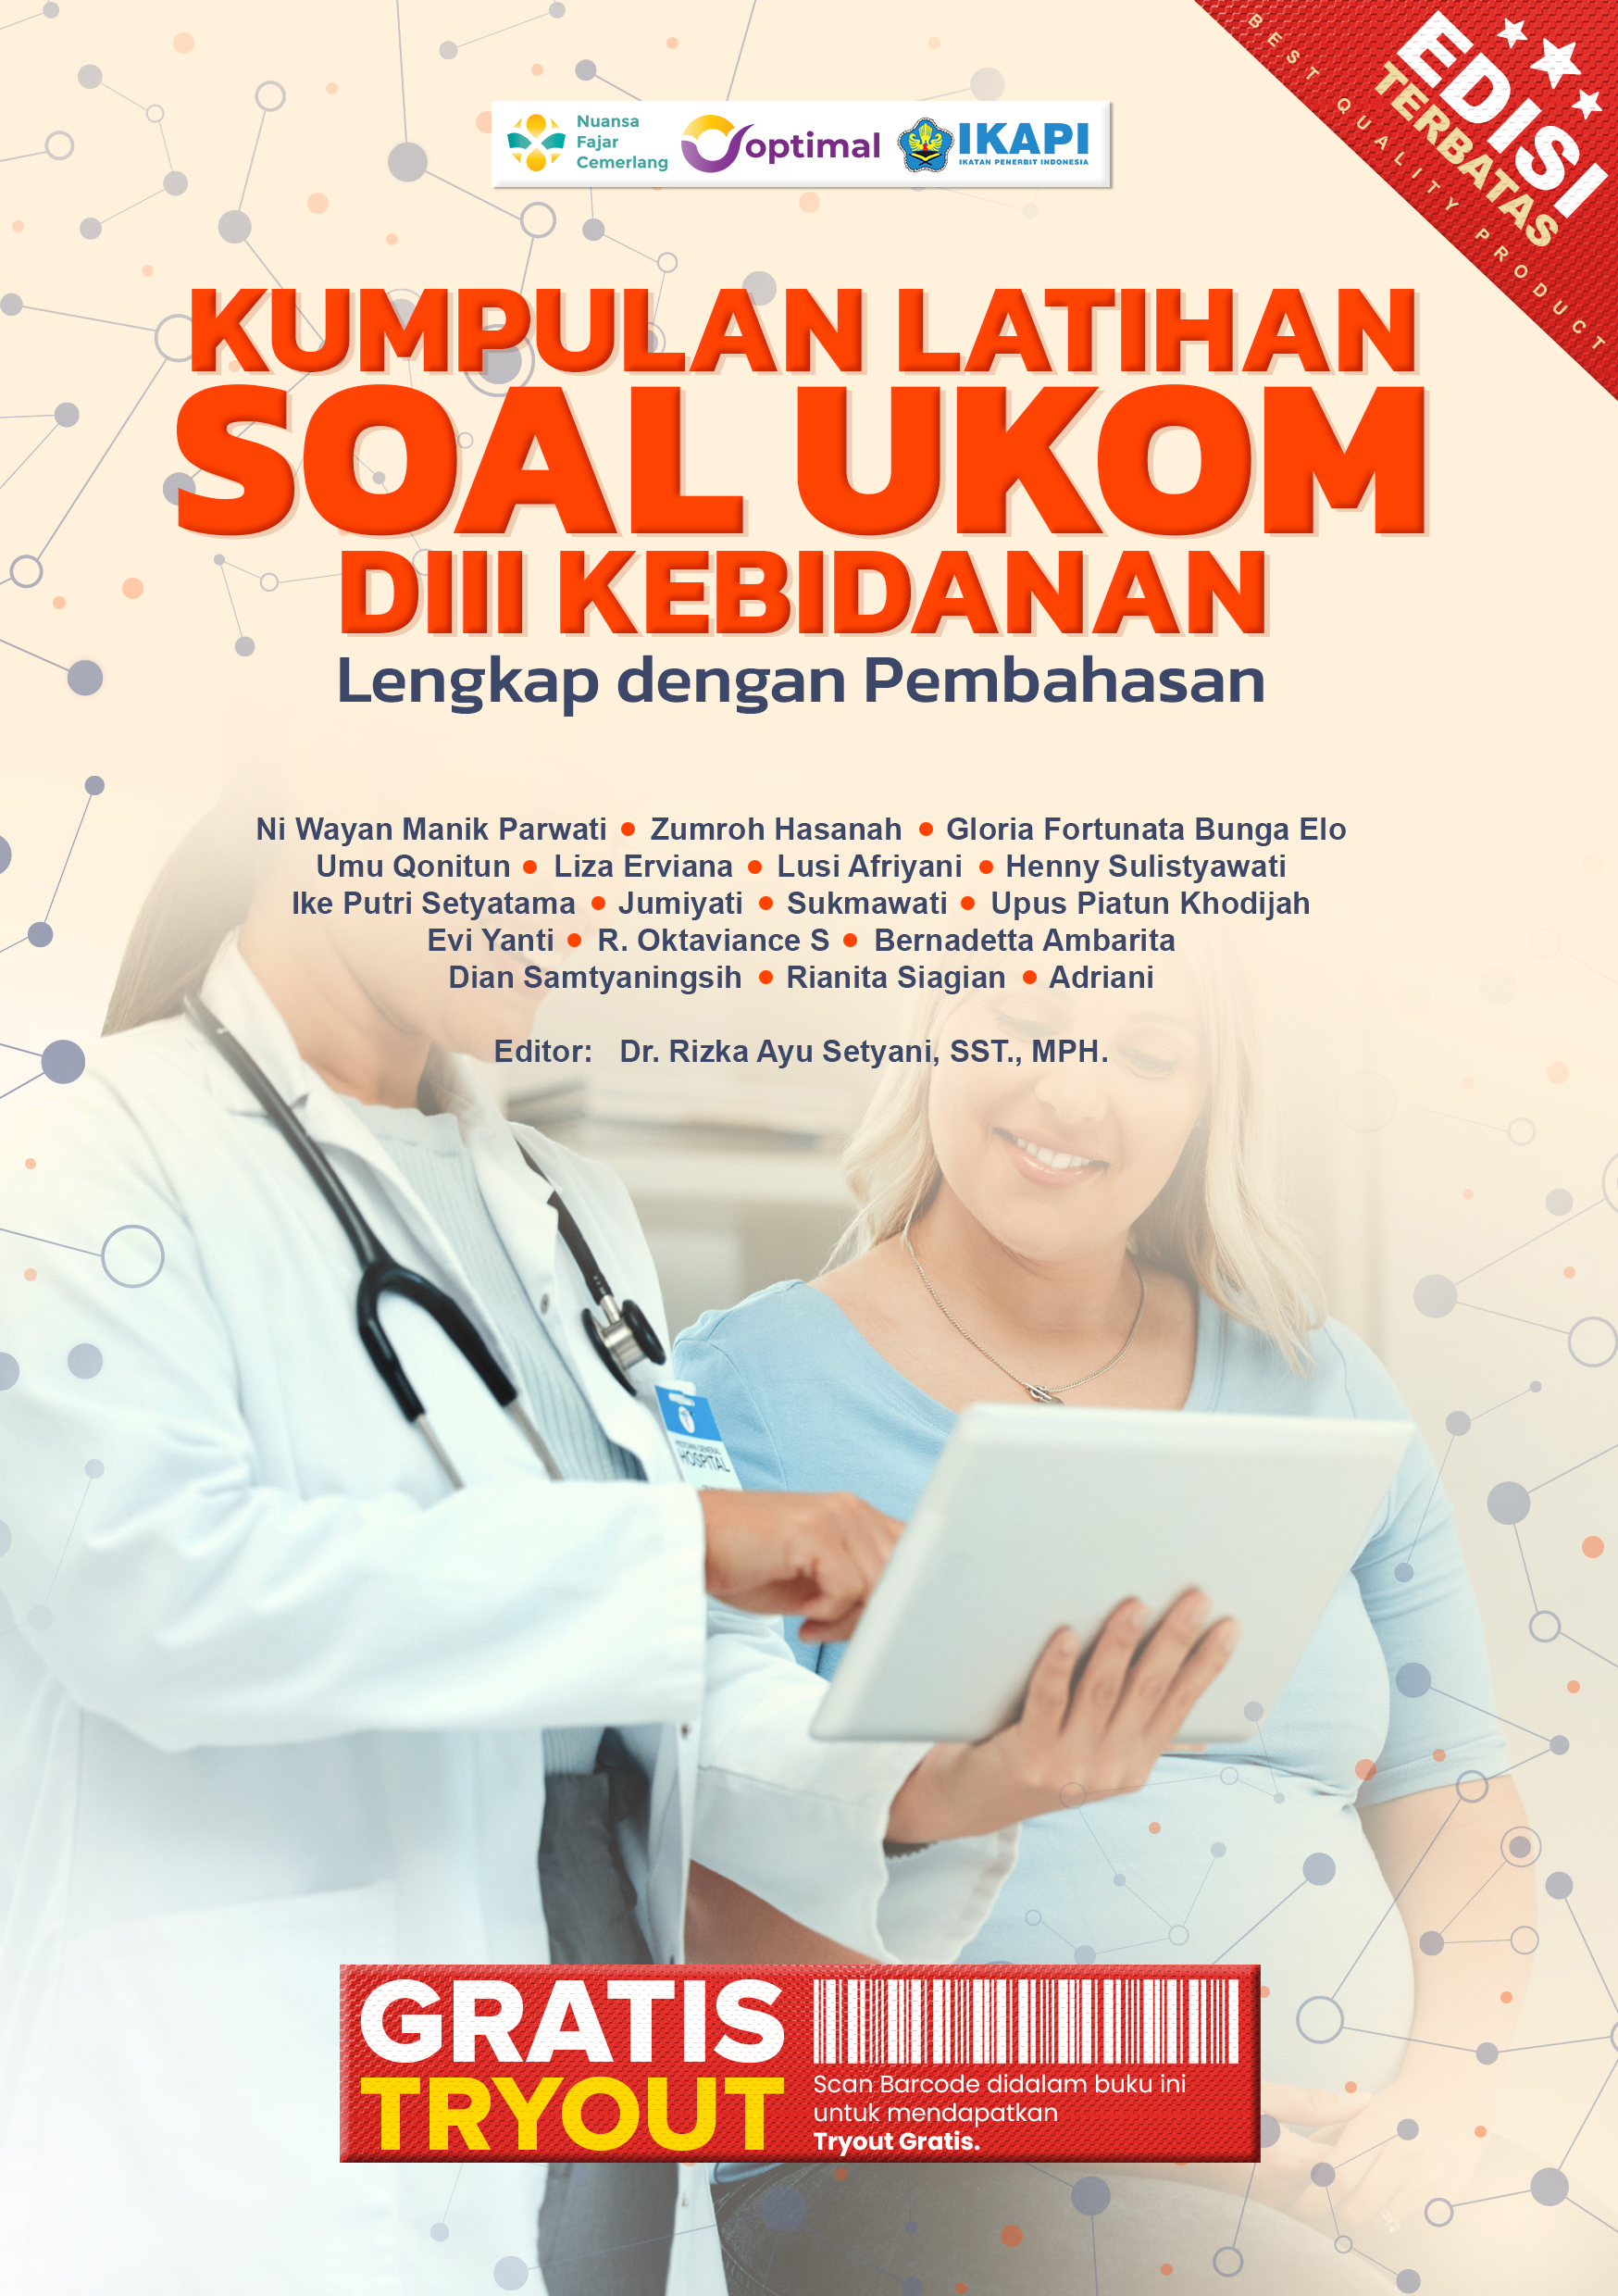 Nuansa
Fajar
Cemerlang
optimal
IKAPI
IKATAN PENERBIT INDONESIA
EDISI
TERBATAS
BEST QUALITY PRODUCT
KUMPULAN LATIHAN
SOAL UKOM
DIII KEBIDANAN
Lengkap dengan Pembahasan
Ni Wayan Manik Parwati • Zumroh Hasanah • Gloria Fortunata Bunga Elo
Umu Qonitun • Liza Erviana • Lusi Afriyani • Henny Sulistyawati
Ike Putri Setyatama • Jumiyati • Sukmawati • Upus Piatun Khodijah
Evi Yanti • R. Oktaviance S • Bernadetta Ambarita
Dian Samtyaningsih • Rianita Siagian • Adriani
Editor: Dr. Rizka Ayu Setyani, SST., MPH.
HOSPITAL
GRATIS
TRYOUT
Scan Barcode didalam buku ini
untuk mendapatkan
Tryout Gratis.